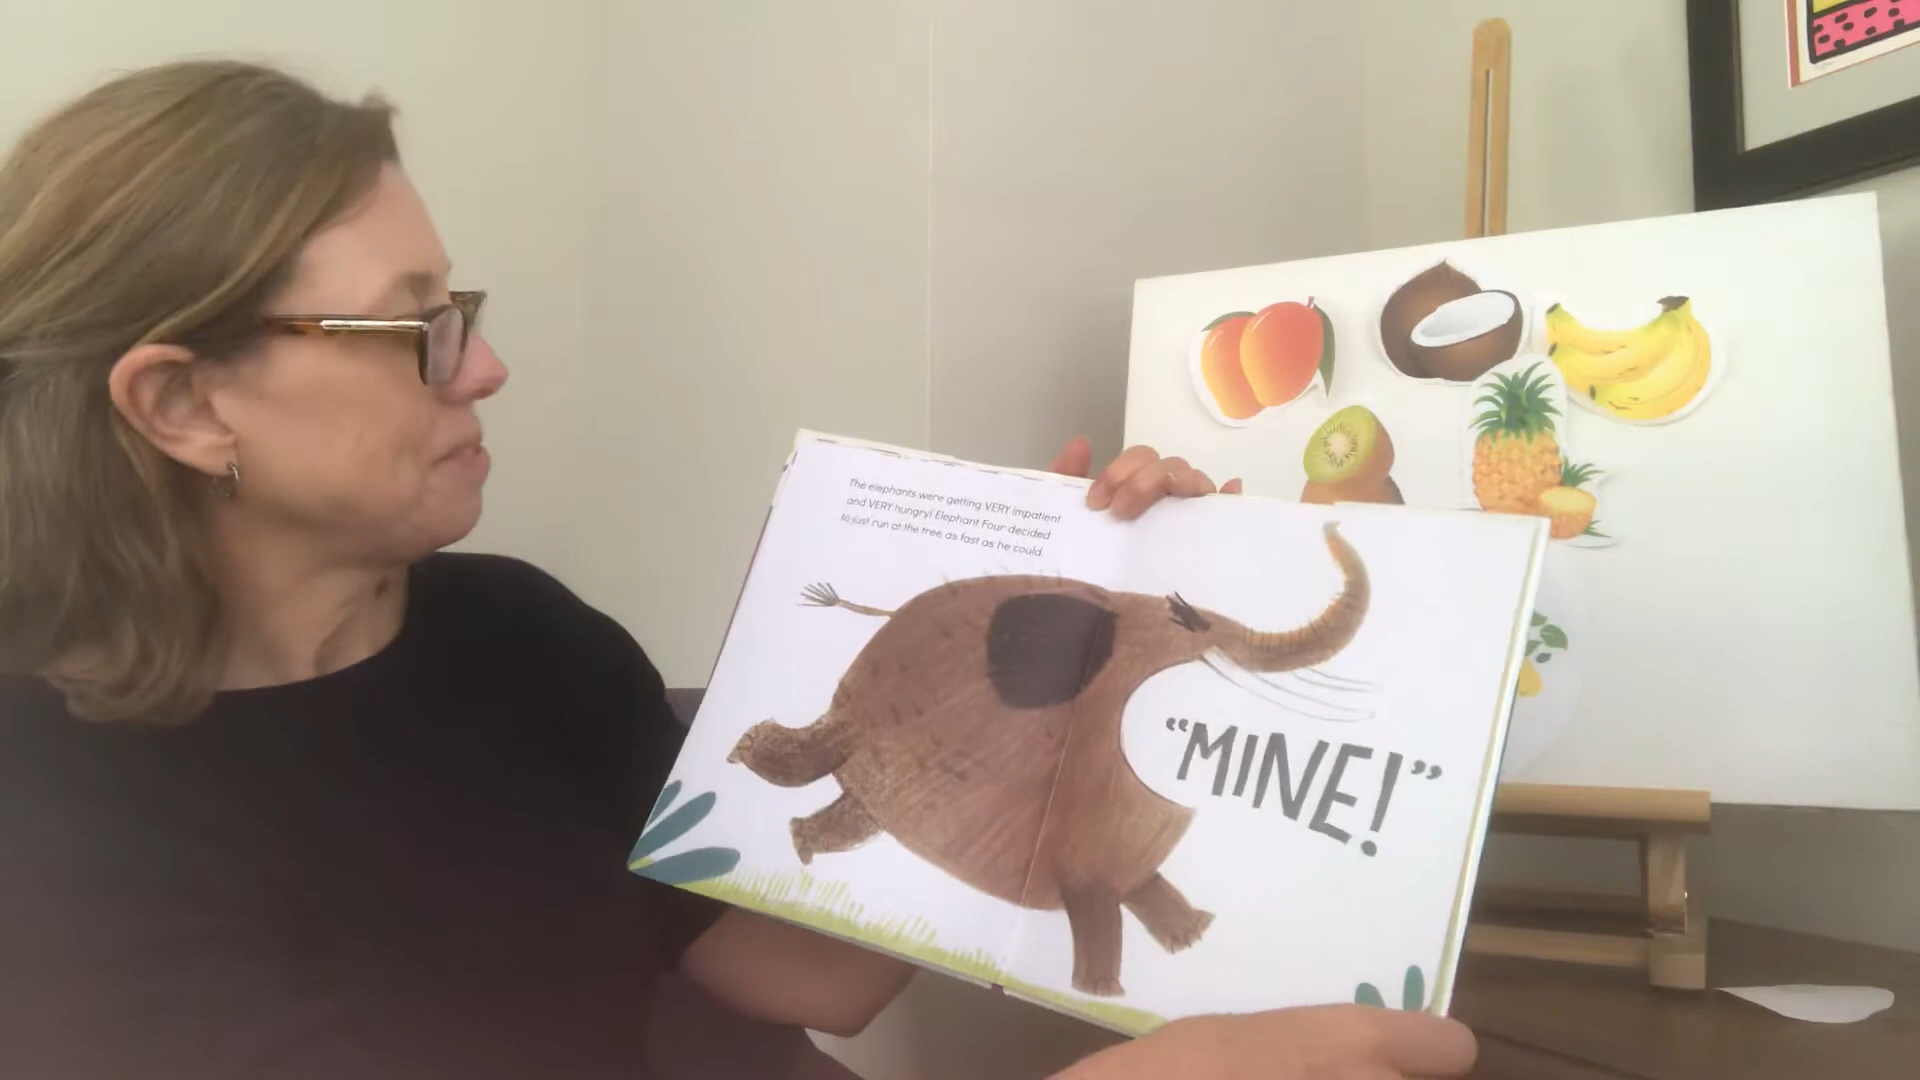 The elephants were getting VERY impatient
and VERY hungry! Elephant Four decided
to just run at the tree as fast as he could.
“MINE!”